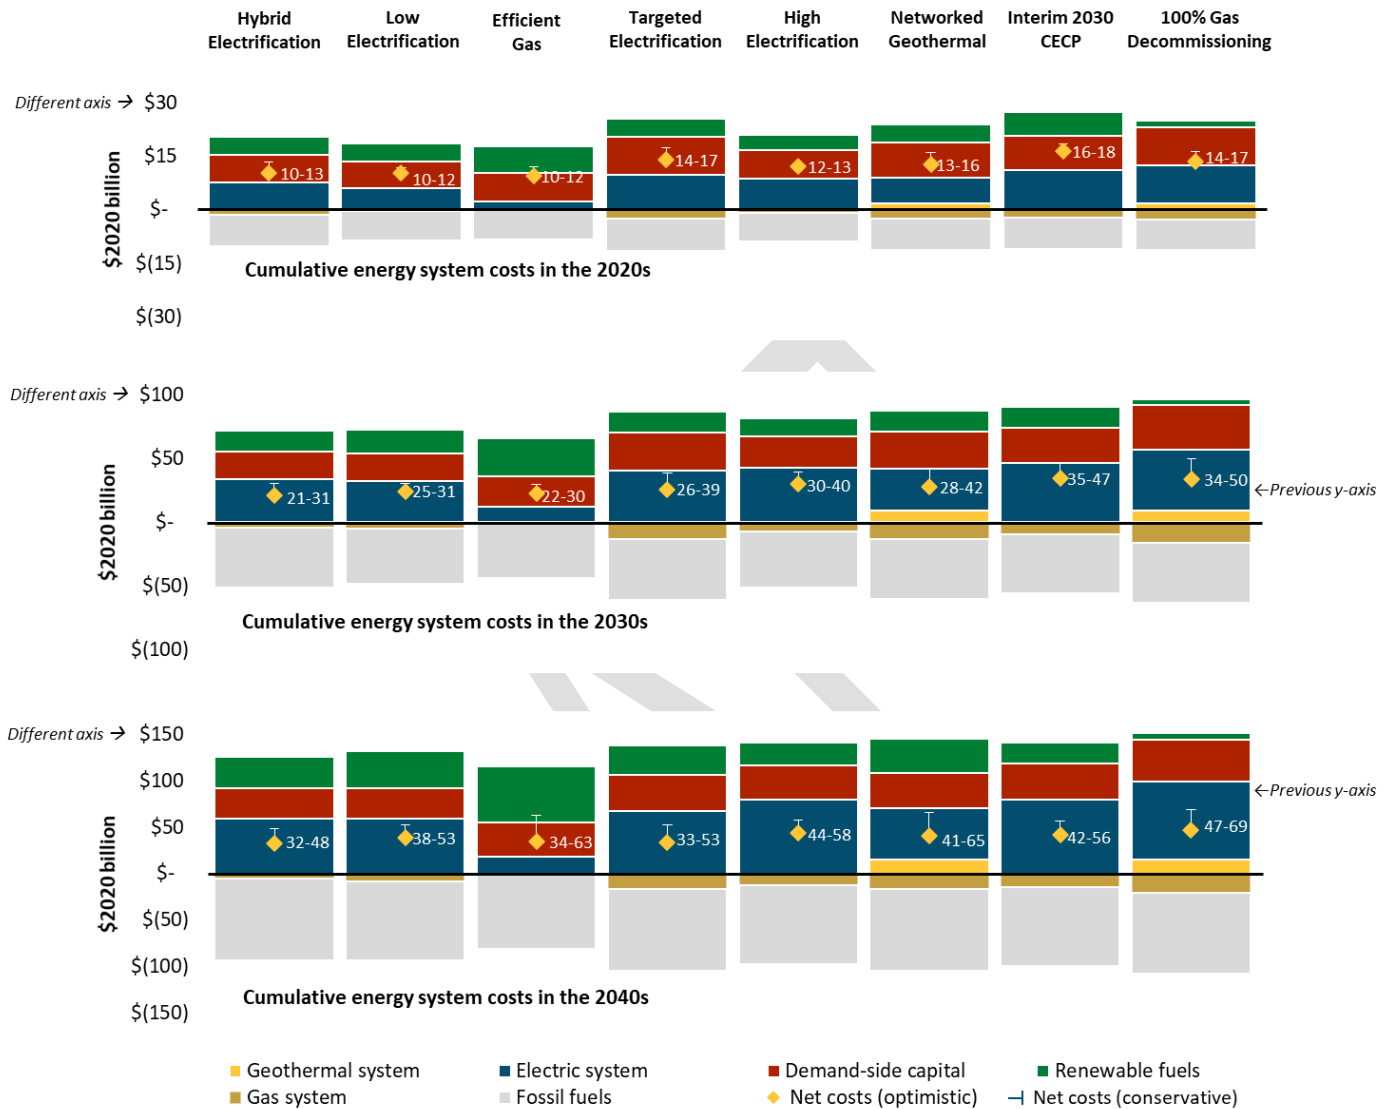 Hybrid Electrification
Low Electrification
Efficient Gas
Targeted Electrification
High Electrification
Networked Geothermal
Interim 2030 CECP
100% Gas Decommissioning
Different axis → $30
$15
$-
$(15)
$(30)
$2020 billion
10-13
10-12
10-12
14-17
12-13
13-16
16-18
14-17
Cumulative energy system costs in the 2020s
Different axis → $100
$50
$-
$(50)
$(100)
$2020 billion
21-31
25-31
22-30
26-39
30-40
28-42
35-47
34-50
←Previous y-axis
Cumulative energy system costs in the 2030s
Different axis → $150
$100
$50
$-
$(50)
$(100)
$(150)
$2020 billion
32-48
38-53
34-63
33-53
44-58
41-65
42-56
47-69
←Previous y-axis
Cumulative energy system costs in the 2040s
Geothermal system
Electric system
Demand-side capital
Renewable fuels
Gas system
Fossil fuels
Net costs (optimistic)
Net costs (conservative)